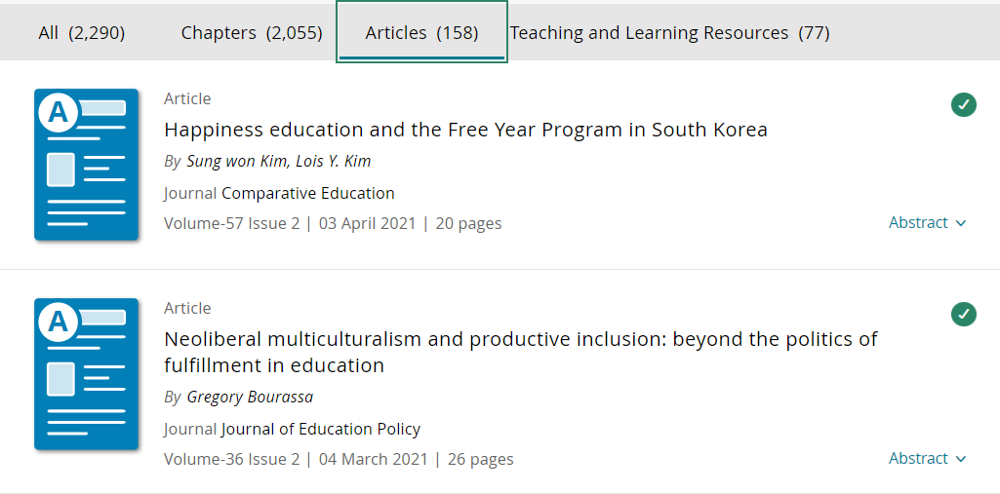 All (2,290) Chapters (2,055) Articles (158) Teaching and Learning Resources (77)
A
Article
Happiness education and the Free Year Program in South Korea
By Sung won Kim, Lois Y. Kim
Journal Comparative Education
Volume-57 Issue 2 | 03 April 2021 | 20 pages
Abstract
A
Article
Neoliberal multiculturalism and productive inclusion: beyond the politics of
fulfillment in education
By Gregory Bourassa
Journal Journal of Education Policy
Volume-36 Issue 2 | 04 March 2021 | 26 pages
Abstract